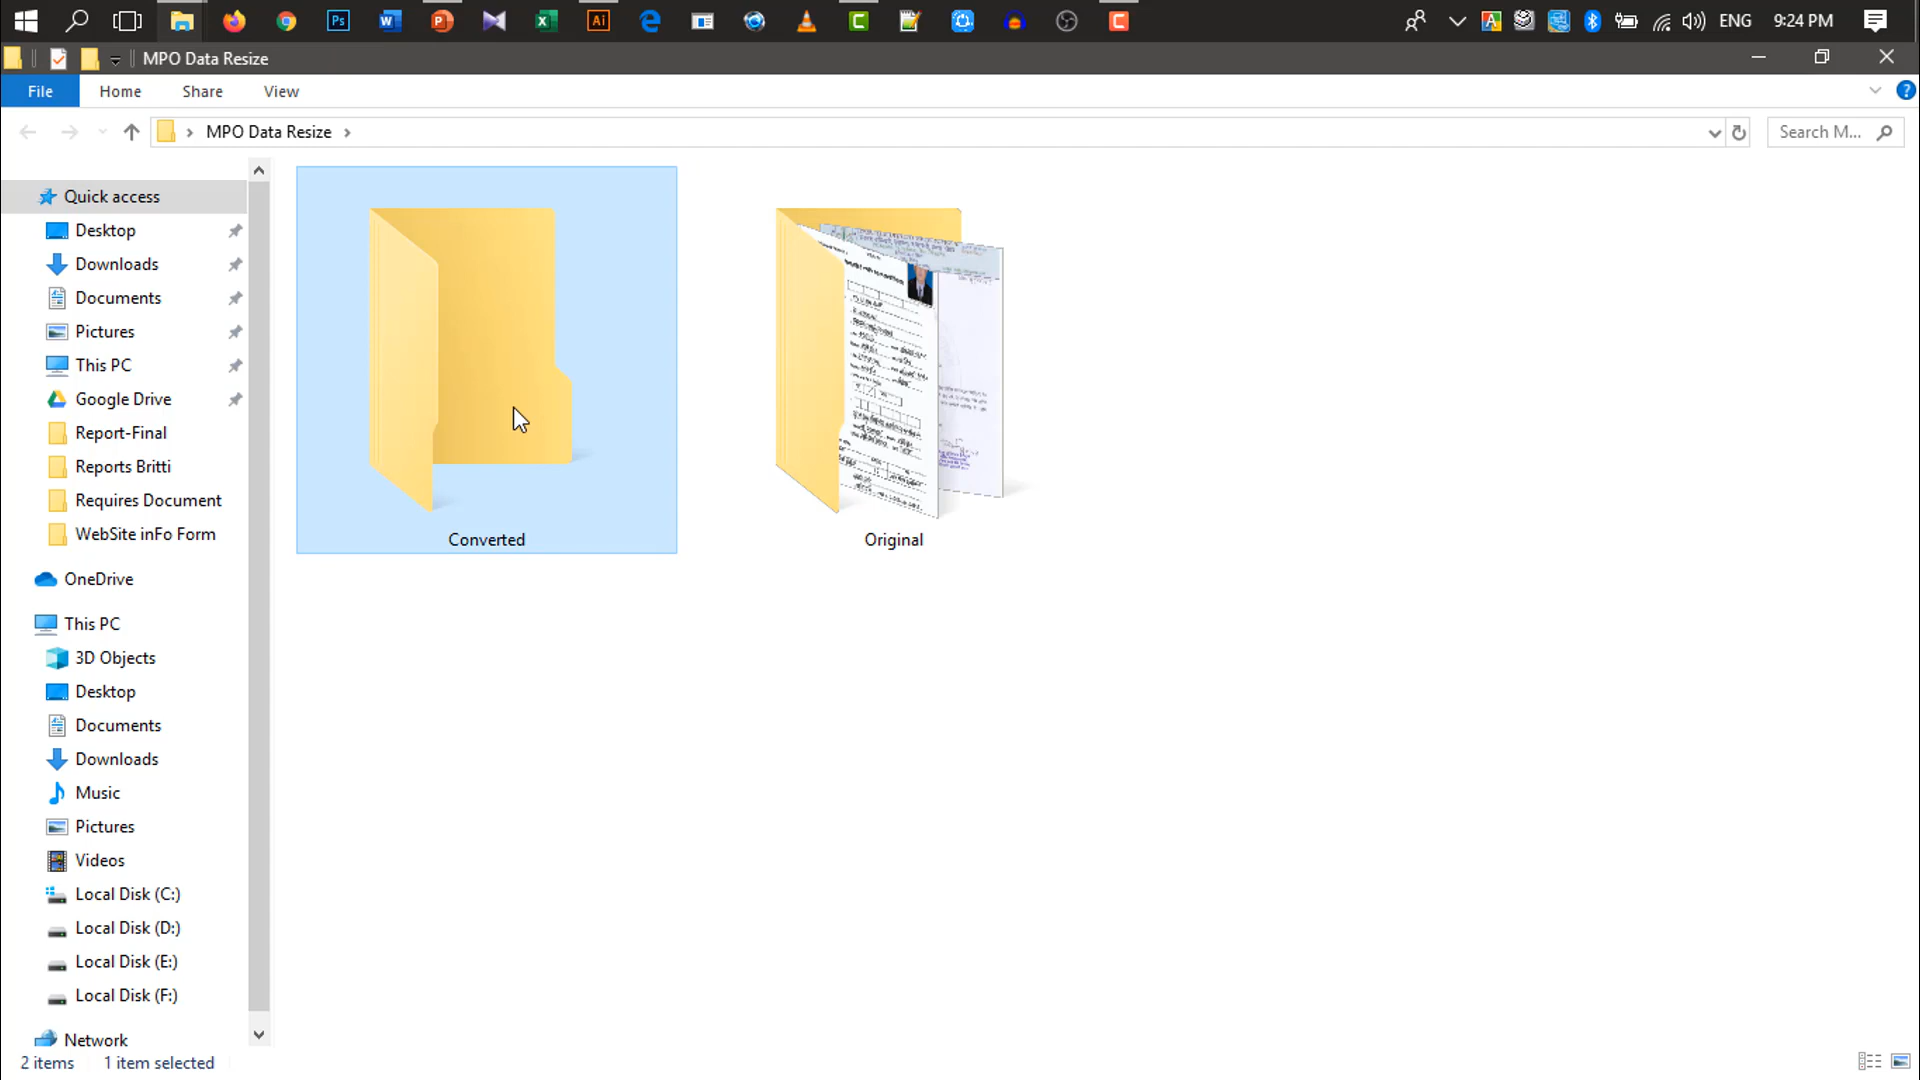 ENG
9:24 PM
MPO Data Resize
File
Home
Share
View
MPO Data Resize
Search M...
Quick access
Desktop
Downloads
Documents
Pictures
This PC
Google Drive
Report-Final
Reports Britti
Requires Document
WebSite inFo Form
OneDrive
This PC
3D Objects
Desktop
Documents
Downloads
Music
Pictures
Videos
Local Disk (C:)
Local Disk (D:)
Local Disk (E:)
Local Disk (F:)
Network
Converted
Original
2 items
1 item selected